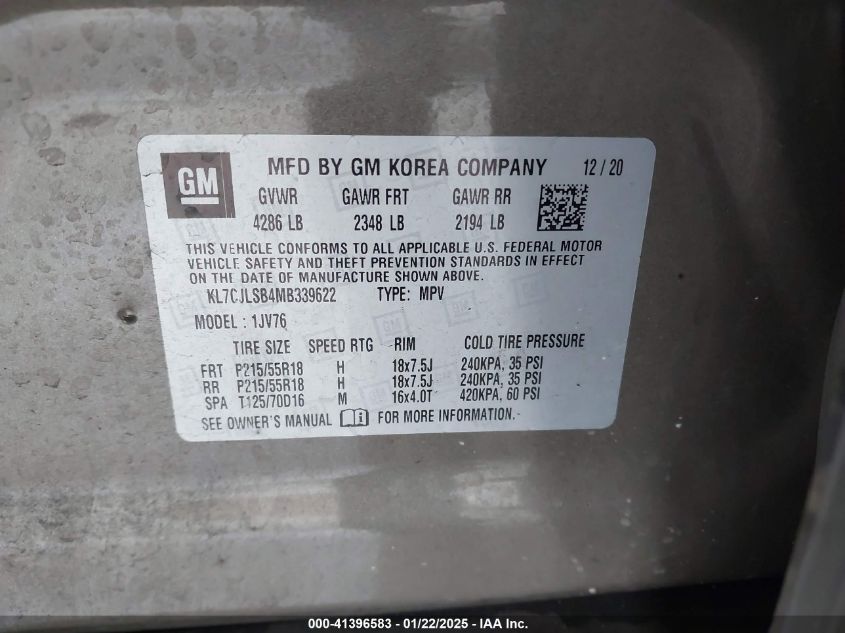 GM MFD BY GM KOREA COMPANY 12 / 20
GVWR GAWR FRT GAWR RR
4286 LB 2348 LB 2194 LB
THIS VEHICLE CONFORMS TO ALL APPLICABLE U.S. FEDERAL MOTOR
VEHICLE SAFETY AND THEFT PREVENTION STANDARDS IN EFFECT
ON THE DATE OF MANUFACTURE SHOWN ABOVE.
KL7CJLSB4MB339622 TYPE: MPV
MODEL : 1JV76
TIRE SIZE SPEED RTG RIM COLD TIRE PRESSURE
FRT P215/55R18 H 18x7.5J 240KPA, 35 PSI
RR P215/55R18 H 18x7.5J 240KPA, 35 PSI
SPA T125/70D16 M 16x4.0T 420KPA, 60 PSI
SEE OWNER'S MANUAL FOR MORE INFORMATION.
000-41396583 - 01/22/2025 - Copyright © IAA, Inc.